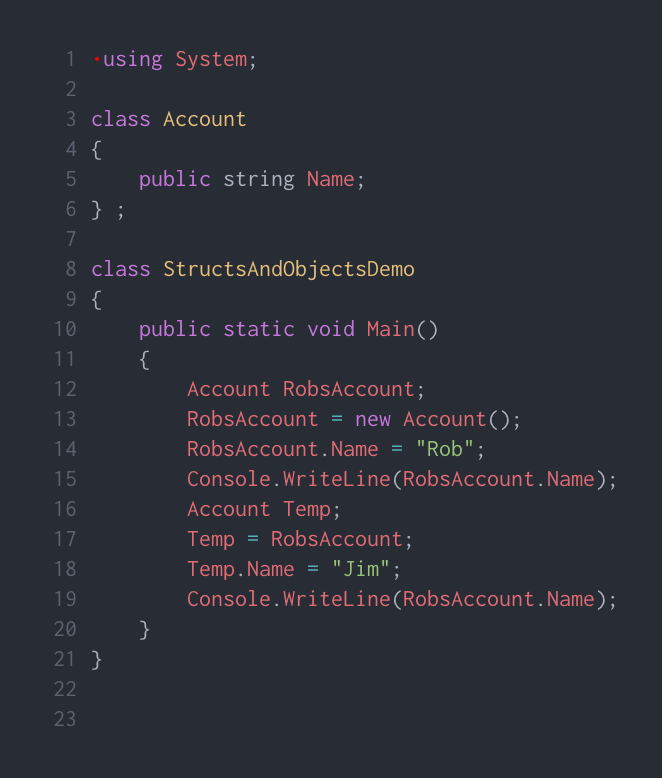 1 ·using System;
2
3 class Account
4 {
5     public string Name;
6 } ;
7
8 class StructsAndObjectsDemo
9 {
10     public static void Main()
11     {
12         Account RobsAccount;
13         RobsAccount = new Account();
14         RobsAccount.Name = "Rob";
15         Console.WriteLine(RobsAccount.Name);
16         Account Temp;
17         Temp = RobsAccount;
18         Temp.Name = "Jim";
19         Console.WriteLine(RobsAccount.Name);
20     }
21 }
22
23